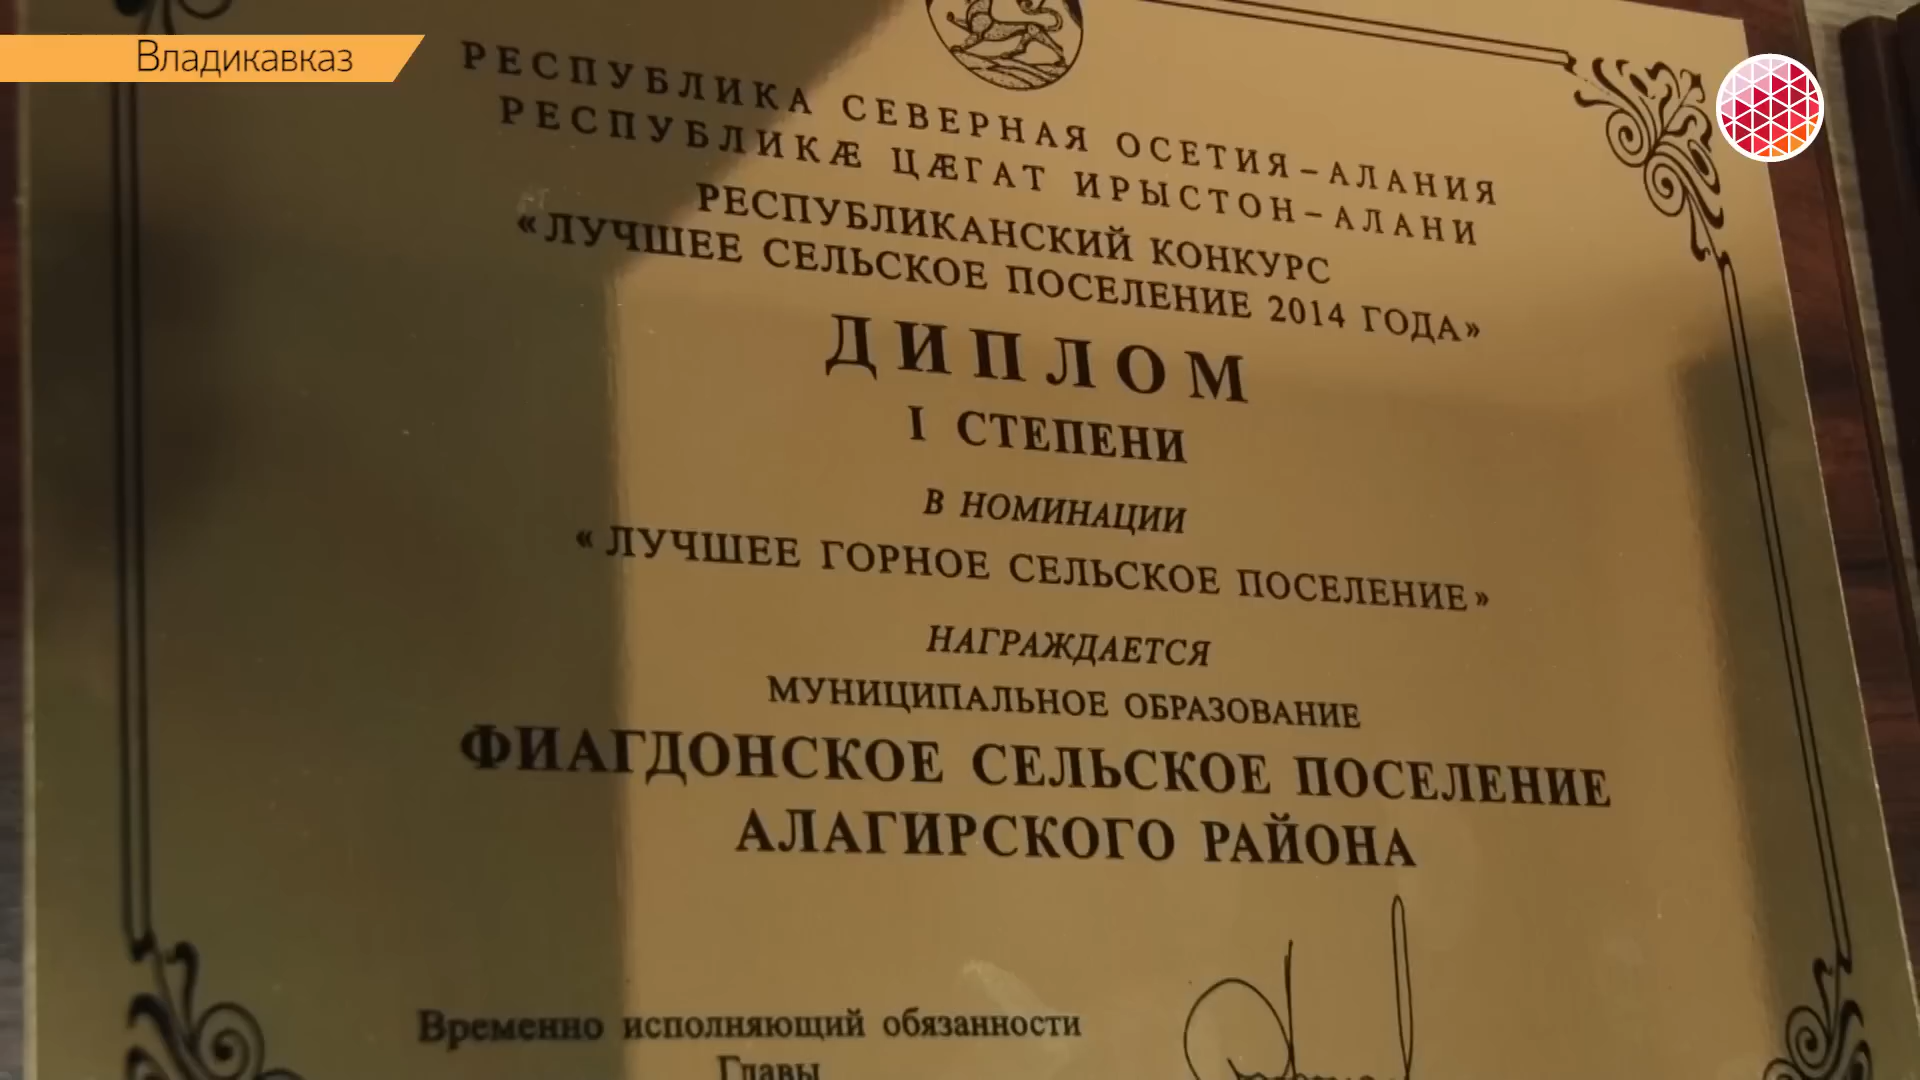 Владикавказ
РЕСПУБЛИКА СЕВЕРНАЯ ОСЕТИЯ–АЛАНИЯ
РЕСПУБЛИКÆ ЦÆГАТ ИРЫСТОН–АЛАНИ
РЕСПУБЛИКАНСКИЙ КОНКУРС
«ЛУЧШЕЕ СЕЛЬСКОЕ ПОСЕЛЕНИЕ 2014 ГОДА»
ДИПЛОМ
I СТЕПЕНИ
В НОМИНАЦИИ
«ЛУЧШЕЕ ГОРНОЕ СЕЛЬСКОЕ ПОСЕЛЕНИЕ»
НАГРАЖДАЕТСЯ
МУНИЦИПАЛЬНОЕ ОБРАЗОВАНИЕ
ФИАГДОНСКОЕ СЕЛЬСКОЕ ПОСЕЛЕНИЕ
АЛАГИРСКОГО РАЙОНА
Временно исполняющий обязанности
Главы